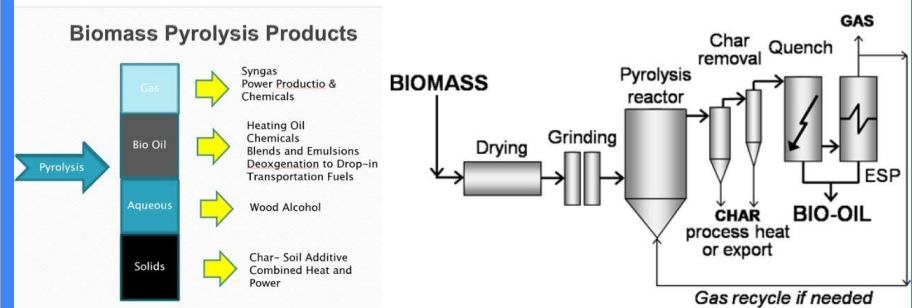 Biomass Pyrolysis Products
Pyrolysis
Gas
Syngas
Power Productio &
Chemicals
Bio Oil
Heating Oil
Chemicals
Blends and Emulsions
Deoxgenation to Drop-in
Transportation Fuels
Aqueous
Wood Alcohol
Solids
Char- Soil Additive
Combined Heat and
Power
BIOMASS
Drying
Grinding
Pyrolysis
reactor
Char
removal
Quench
GAS
ESP
CHAR
process heat
or export
BIO-OIL
Gas recycle if needed